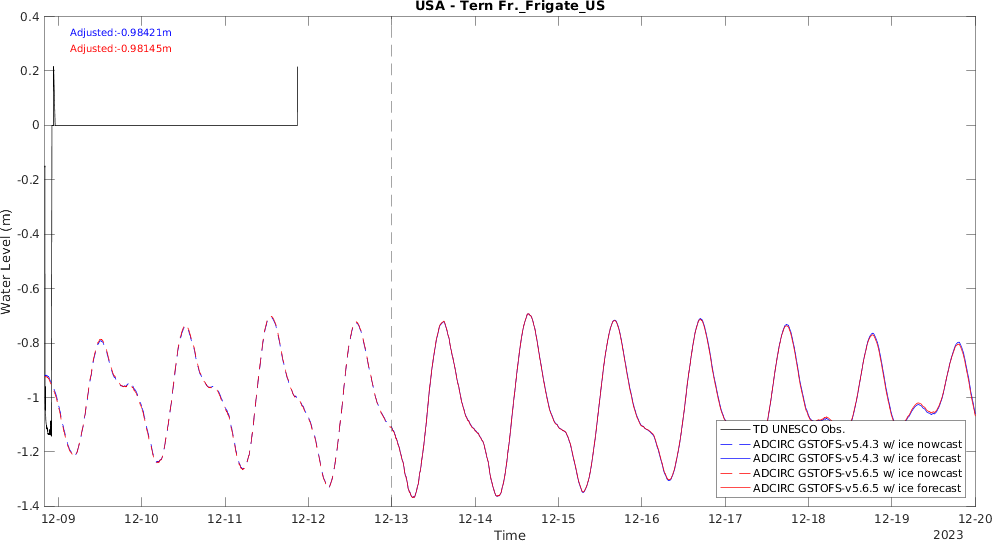 USA - Tern Fr._Frigate_US
Adjusted:-0.98421m
Adjusted:-0.98145m
0.4
0.2
0
-0.2
-0.4
-0.6
-0.8
-1
-1.2
-1.4
Water Level (m)
TD UNESCO Obs.
ADCIRC GSTOFS-v5.4.3 w/ ice nowcast
ADCIRC GSTOFS-v5.4.3 w/ ice forecast
ADCIRC GSTOFS-v5.6.5 w/ ice nowcast
ADCIRC GSTOFS-v5.6.5 w/ ice forecast
12-09 12-10 12-11 12-12 12-13 12-14 12-15 12-16 12-17 12-18 12-19 12-20
Time
2023